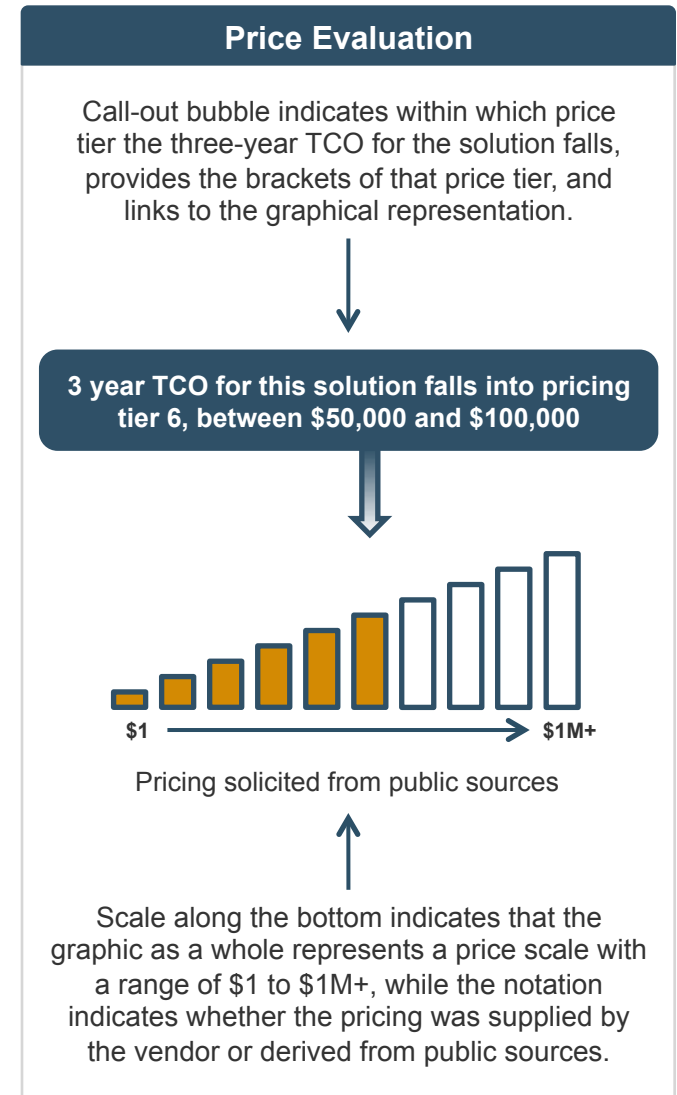 Price Evaluation
Call-out bubble indicates within which price
tier the three-year TCO for the solution falls,
provides the brackets of that price tier, and
links to the graphical representation.
3 year TCO for this solution falls into pricing
tier 6, between $50,000 and $100,000
$1
$1M+
Pricing solicited from public sources
Scale along the bottom indicates that the
graphic as a whole represents a price scale with
a range of $1 to $1M+, while the notation
indicates whether the pricing was supplied by
the vendor or derived from public sources.